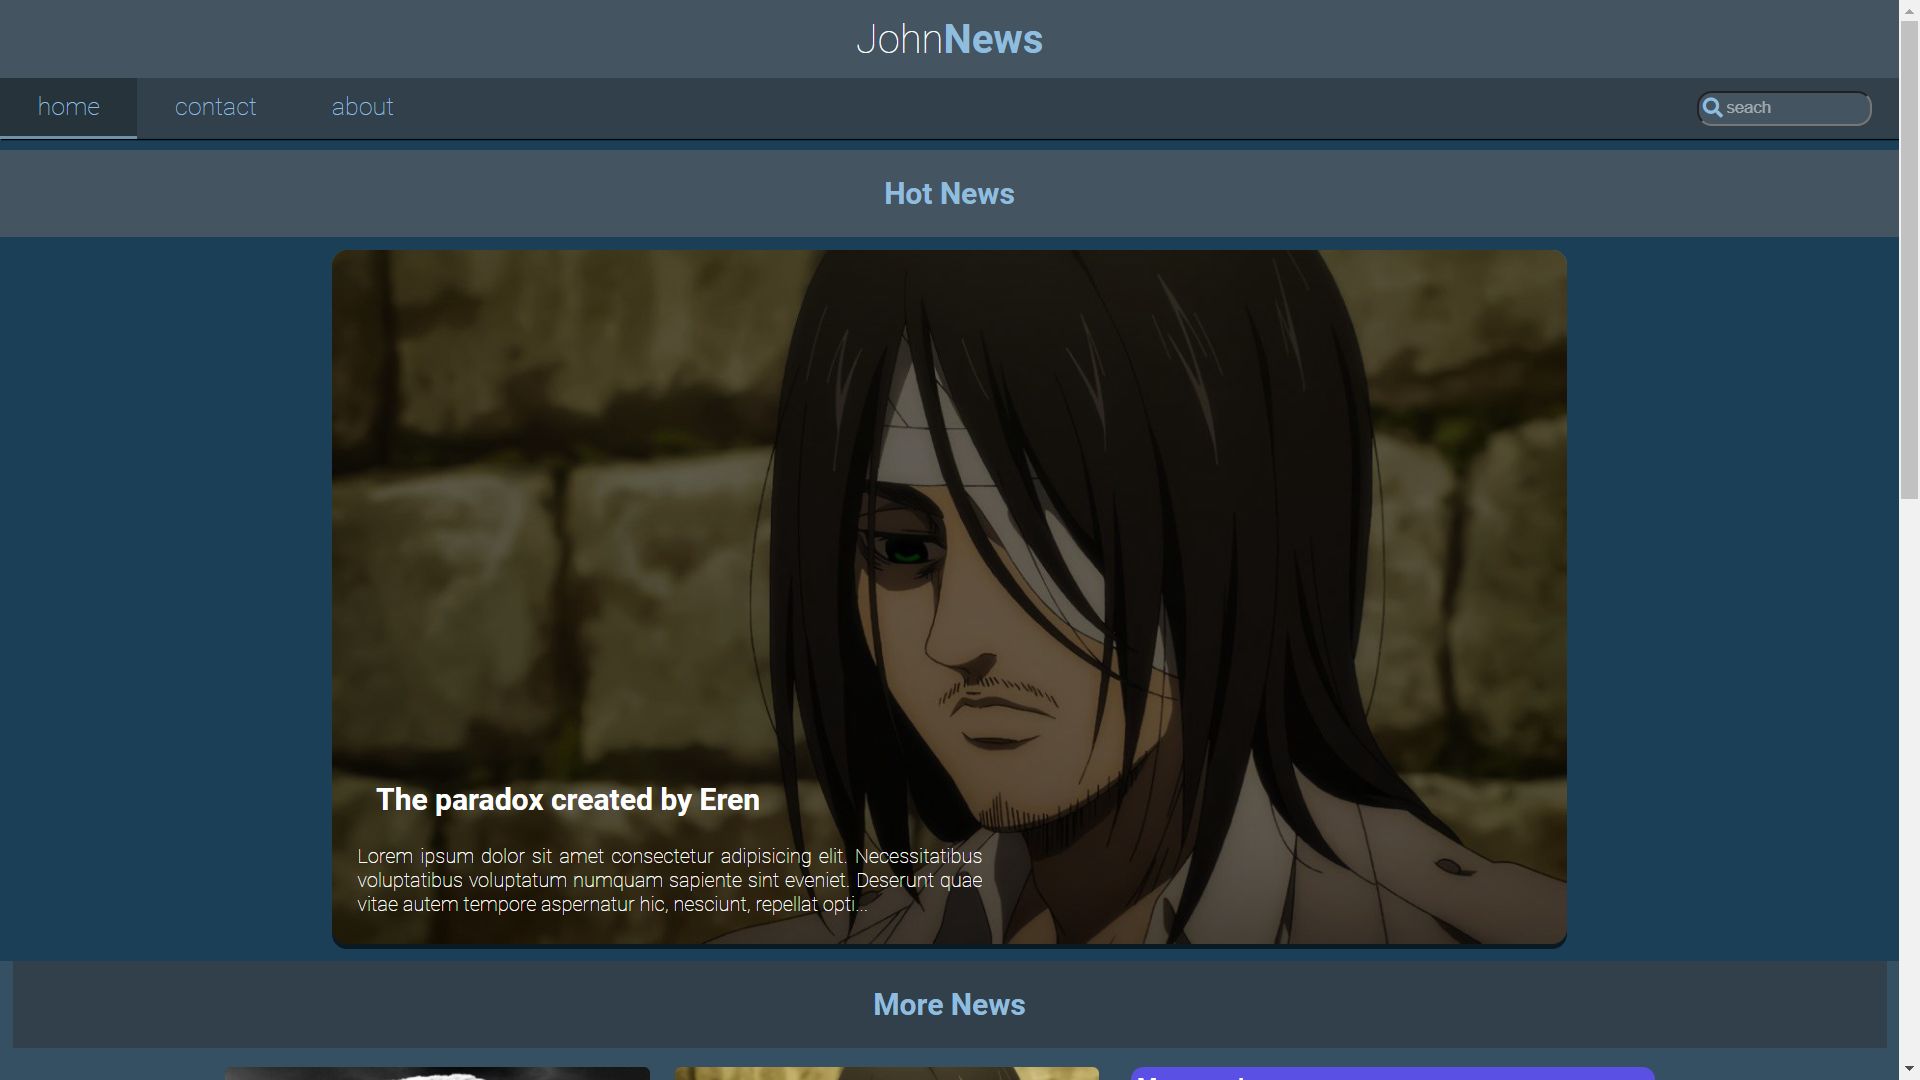 JohnNews
home contact about seach
Hot News
The paradox created by Eren
Lorem ipsum dolor sit amet consectetur adipisicing elit. Necessitatibus
voluptatibus voluptatum numquam sapiente sint eveniet. Deserunt quae
vitae autem tempore aspernatur hic, nesciunt, repellat opti...
More News